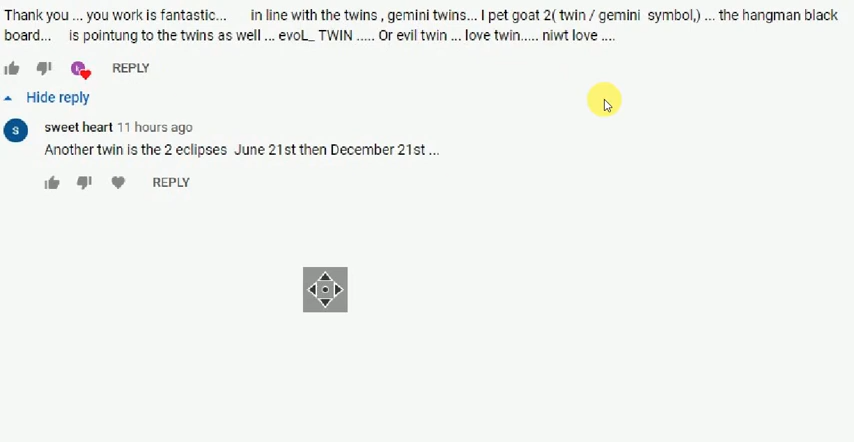 Thank you ... you work is fantastic... in line with the twins , gemini twins... I pet goat 2( twin / gemini symbol,) ... the hangman black
board... is pointung to the twins as well ... evoL_ TWIN ..... Or evil twin ... love twin..... niwt love ....
REPLY
Hide reply
s
sweet heart 11 hours ago
Another twin is the 2 eclipses June 21st then December 21st ...
REPLY